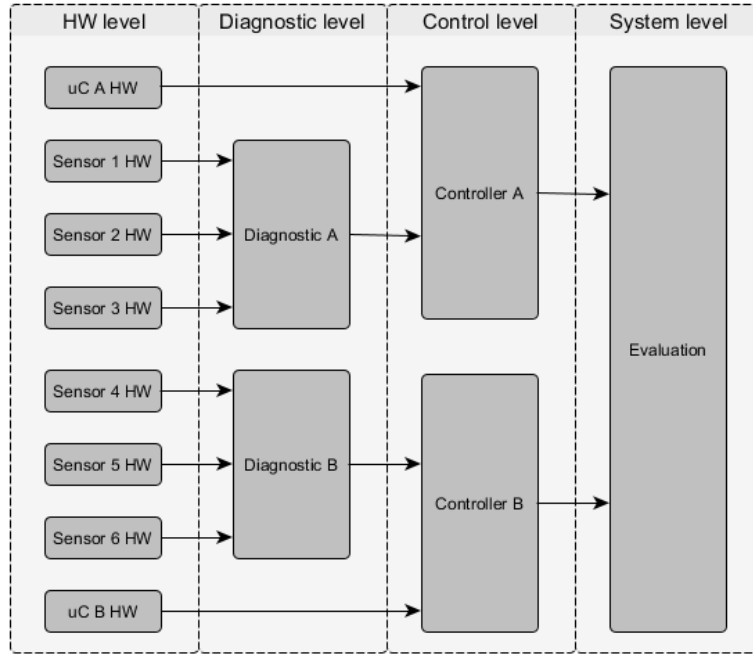 HW level
Diagnostic level
Control level
System level
uC A HW
Sensor 1 HW
Sensor 2 HW
Sensor 3 HW
Sensor 4 HW
Sensor 5 HW
Sensor 6 HW
uC B HW
Diagnostic A
Diagnostic B
Controller A
Controller B
Evaluation